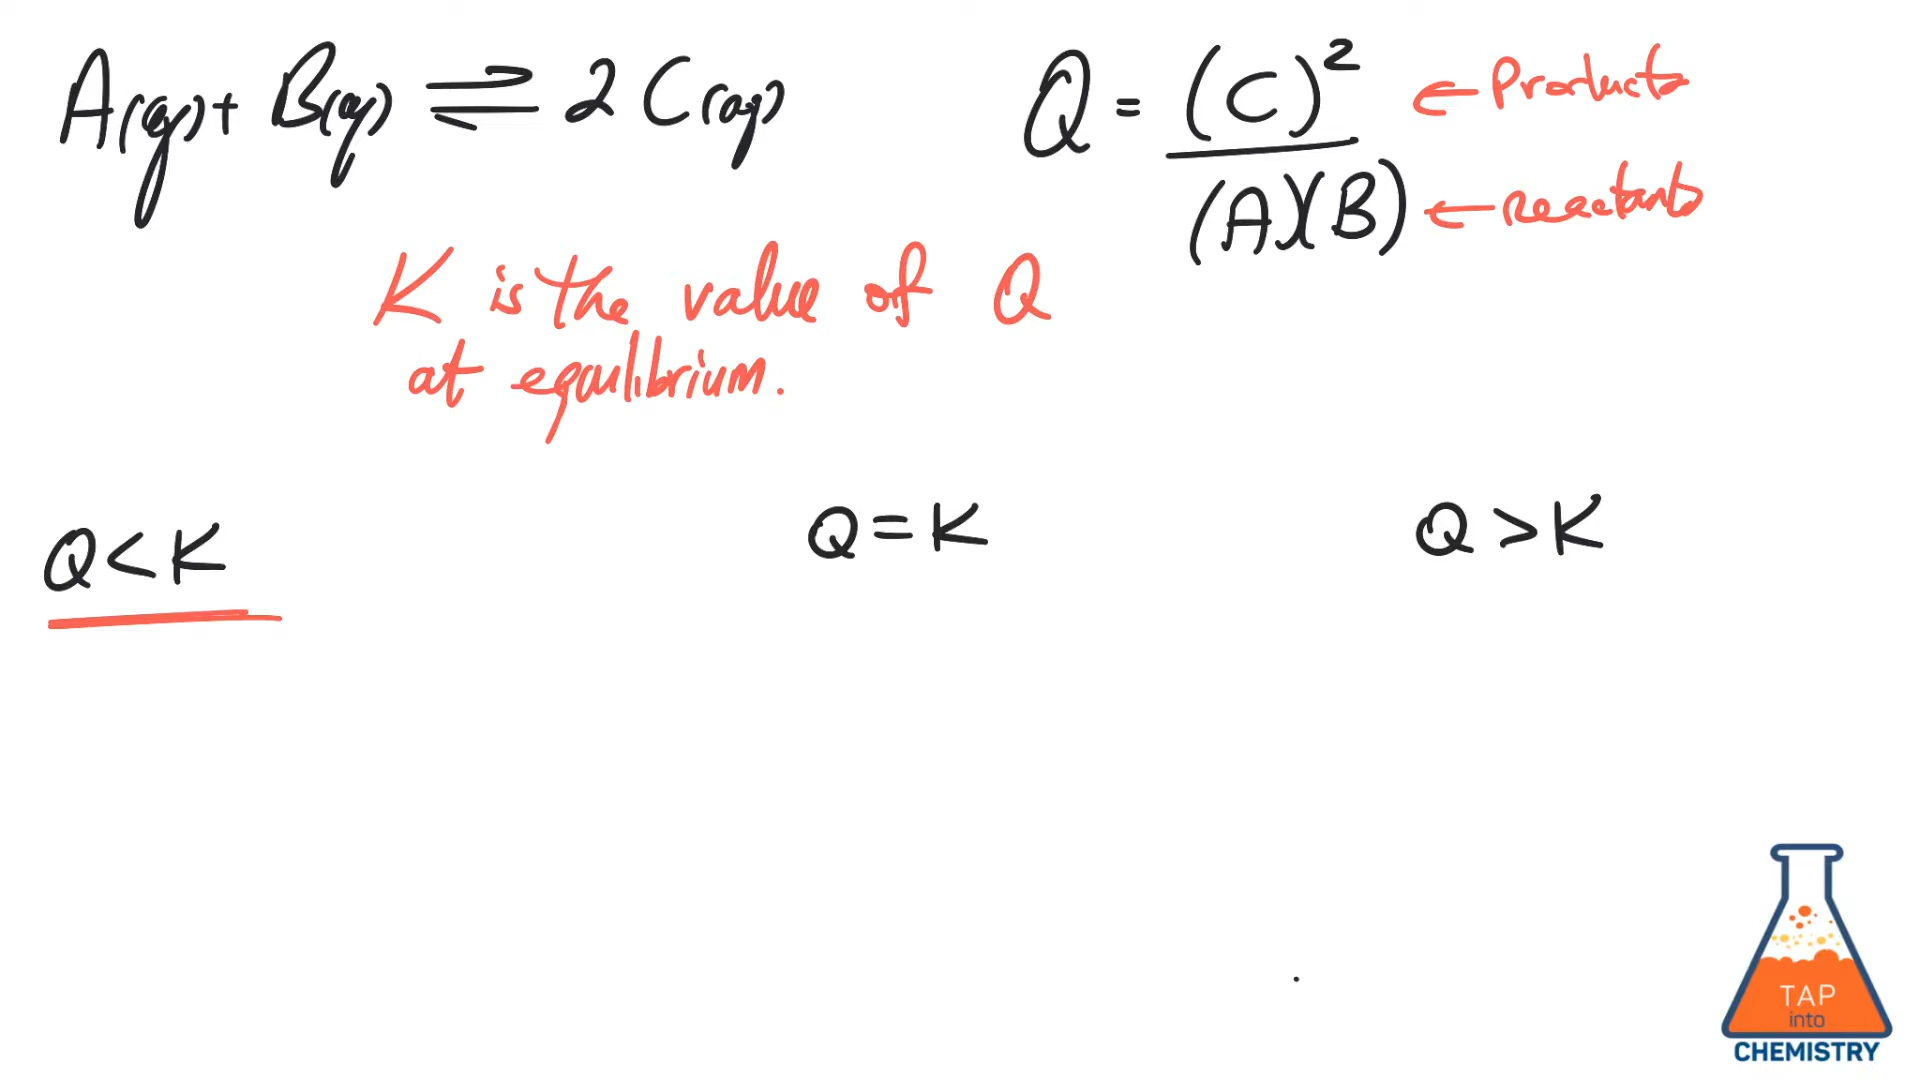 A(aq) + B(aq) ⇌ 2 C(aq)
Q = (C)² / (A)(B)
← Products
← reactants
K is the value of Q
at equilibrium.
Q < K
Q = K
Q > K
TAP
into
CHEMISTRY